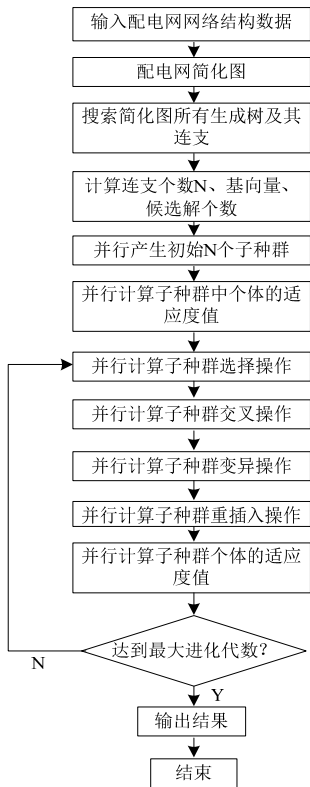 输入配电网网络结构数据
配电网简化图
搜索简化图所有生成树及其
连支
计算连支个数N、基向量、
候选解个数
并行产生初始N个子种群
并行计算子种群中个体的适
应度值
并行计算子种群选择操作
并行计算子种群交叉操作
并行计算子种群变异操作
并行计算子种群重插入操作
并行计算子种群个体的适应
度值
达到最大进化代数？
N
Y
输出结果
结束